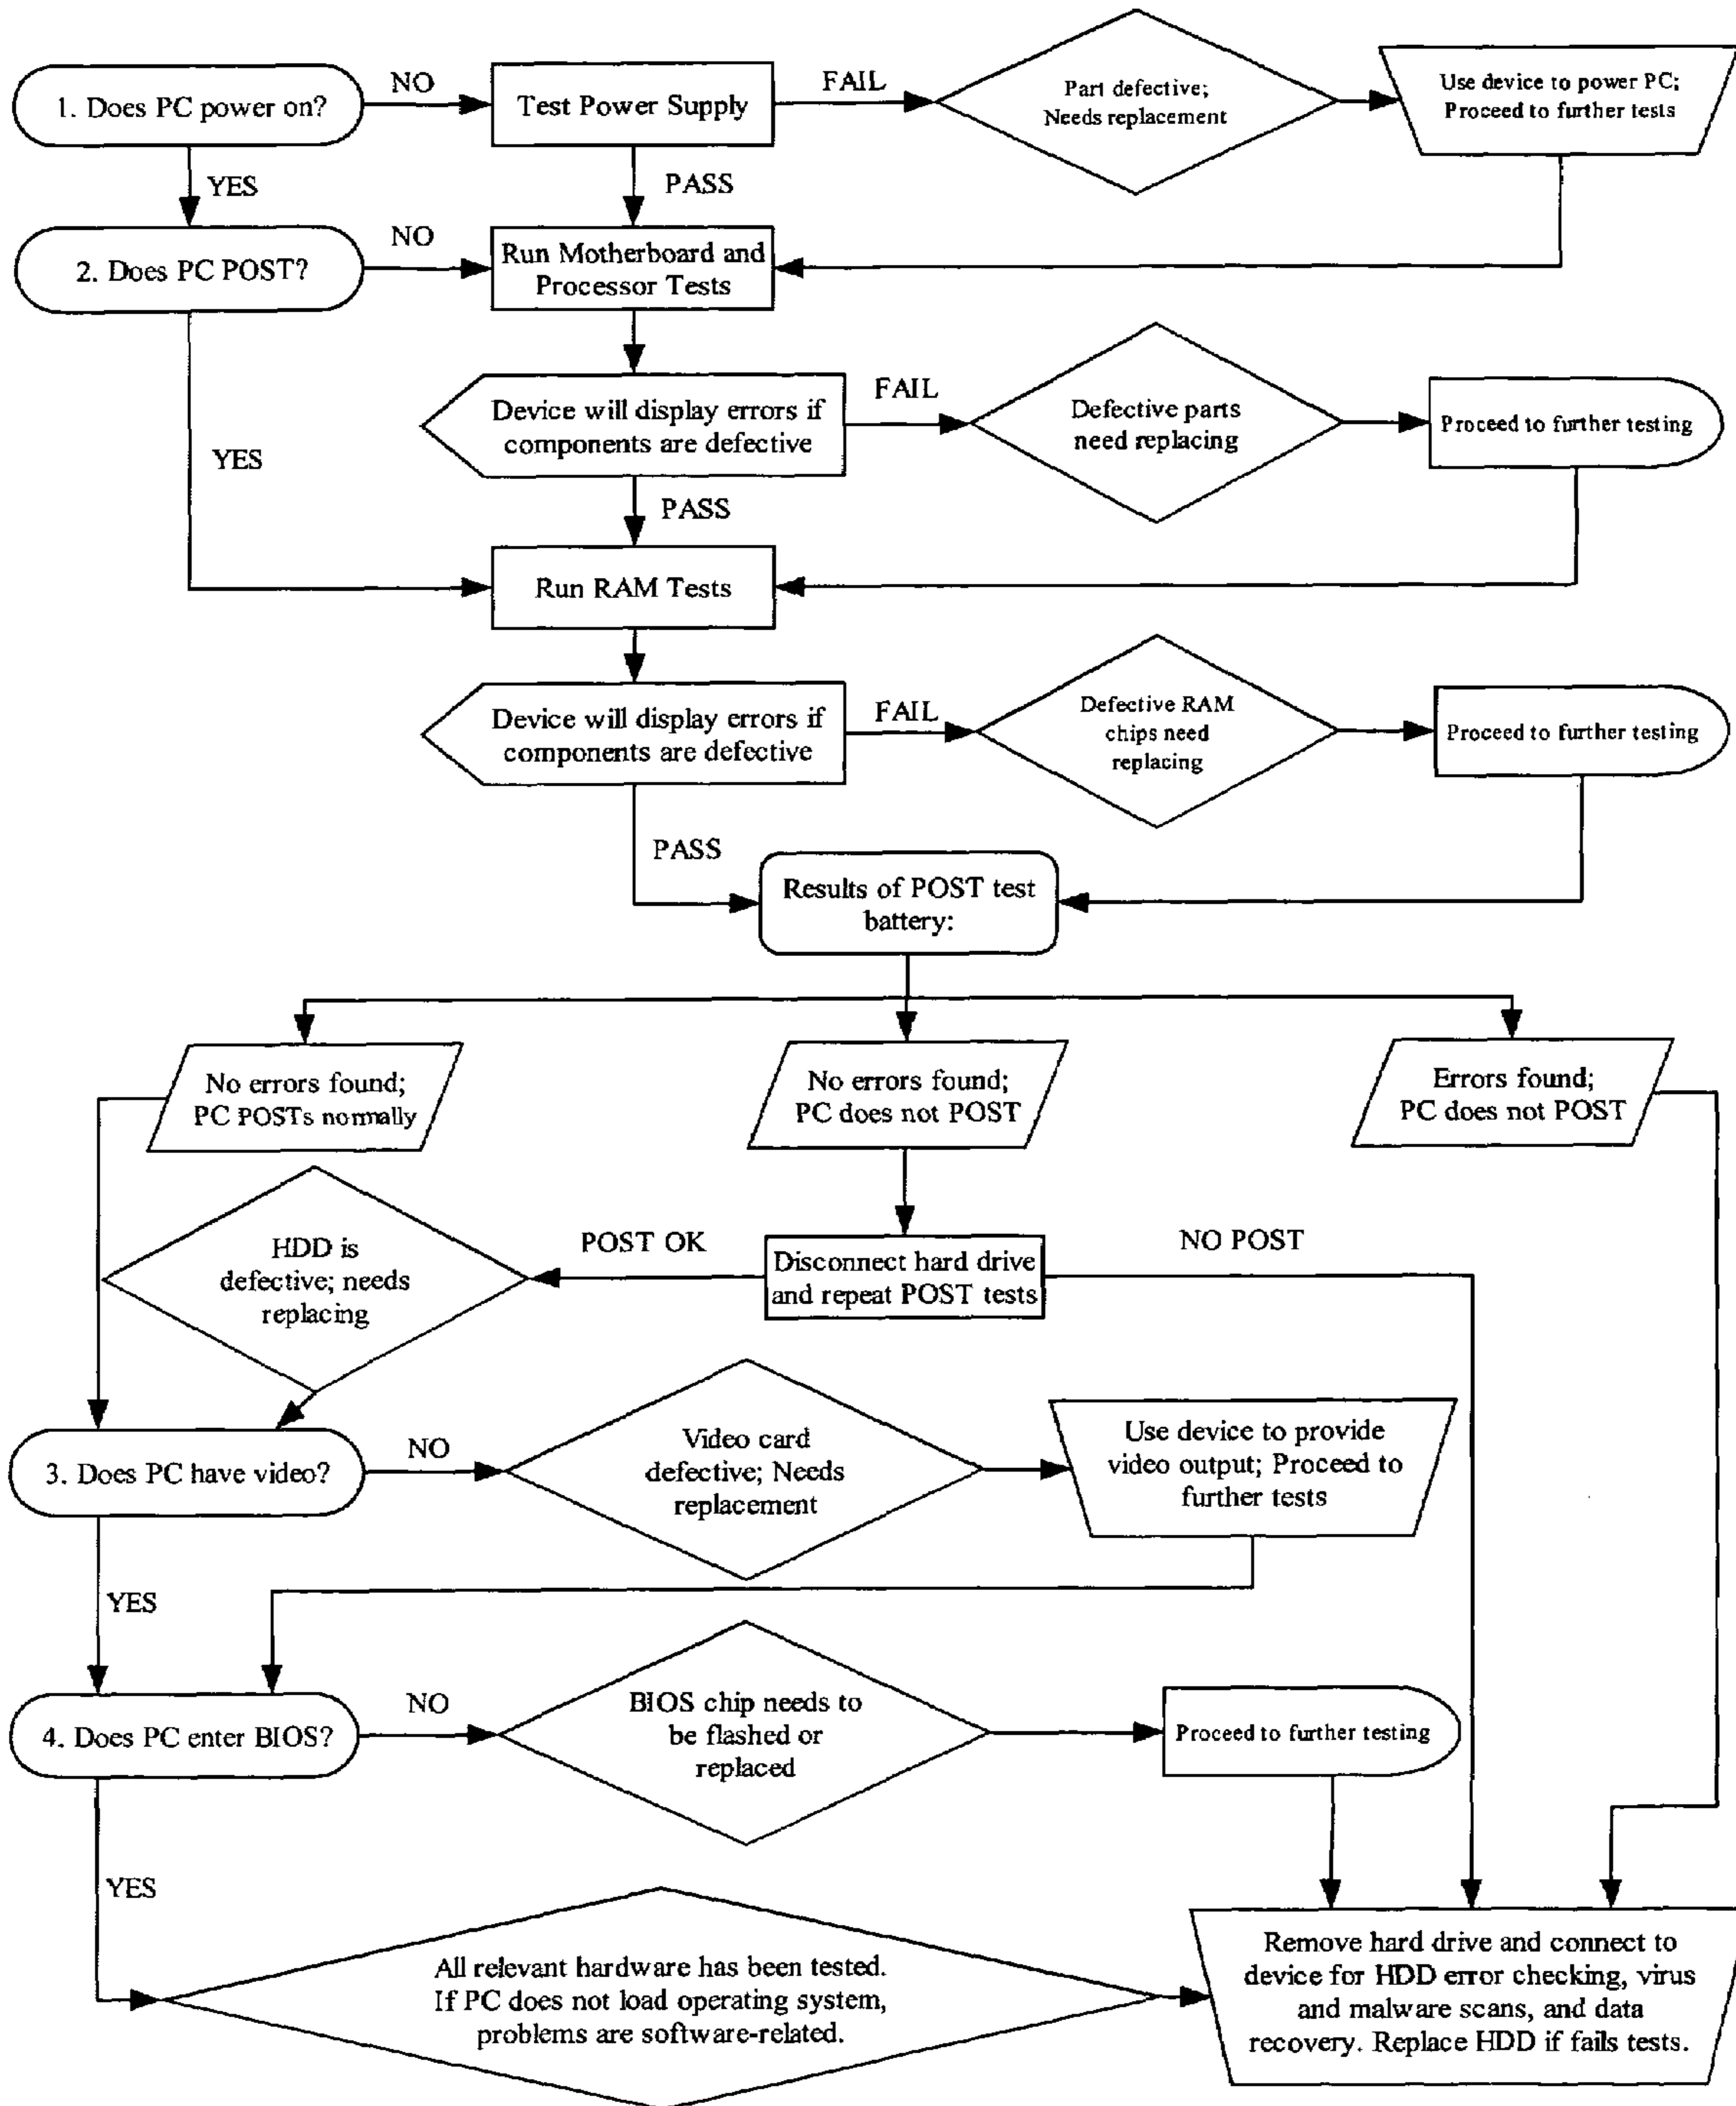 1. Does PC power on?
NO
Test Power Supply
FAIL
Part defective;
Needs replacement
Use device to power PC;
Proceed to further tests
YES
PASS
2. Does PC POST?
NO
Run Motherboard and
Processor Tests
Device will display errors if
components are defective
FAIL
Defective parts
need replacing
Proceed to further testing
YES
PASS
Run RAM Tests
Device will display errors if
components are defective
FAIL
Defective RAM
chips need
replacing
Proceed to further testing
PASS
Results of POST test
battery:
No errors found;
PC POSTs normally
No errors found;
PC does not POST
Errors found;
PC does not POST
HDD is
defective; needs
replacing
POST OK
Disconnect hard drive
and repeat POST tests
NO POST
3. Does PC have video?
NO
Video card
defective; Needs
replacement
Use device to provide
video output; Proceed to
further tests
YES
4. Does PC enter BIOS?
NO
BIOS chip needs to
be flashed or
replaced
Proceed to further testing
YES
All relevant hardware has been tested.
If PC does not load operating system,
problems are software-related.
Remove hard drive and connect to
device for HDD error checking, virus
and malware scans, and data
recovery. Replace HDD if fails tests.